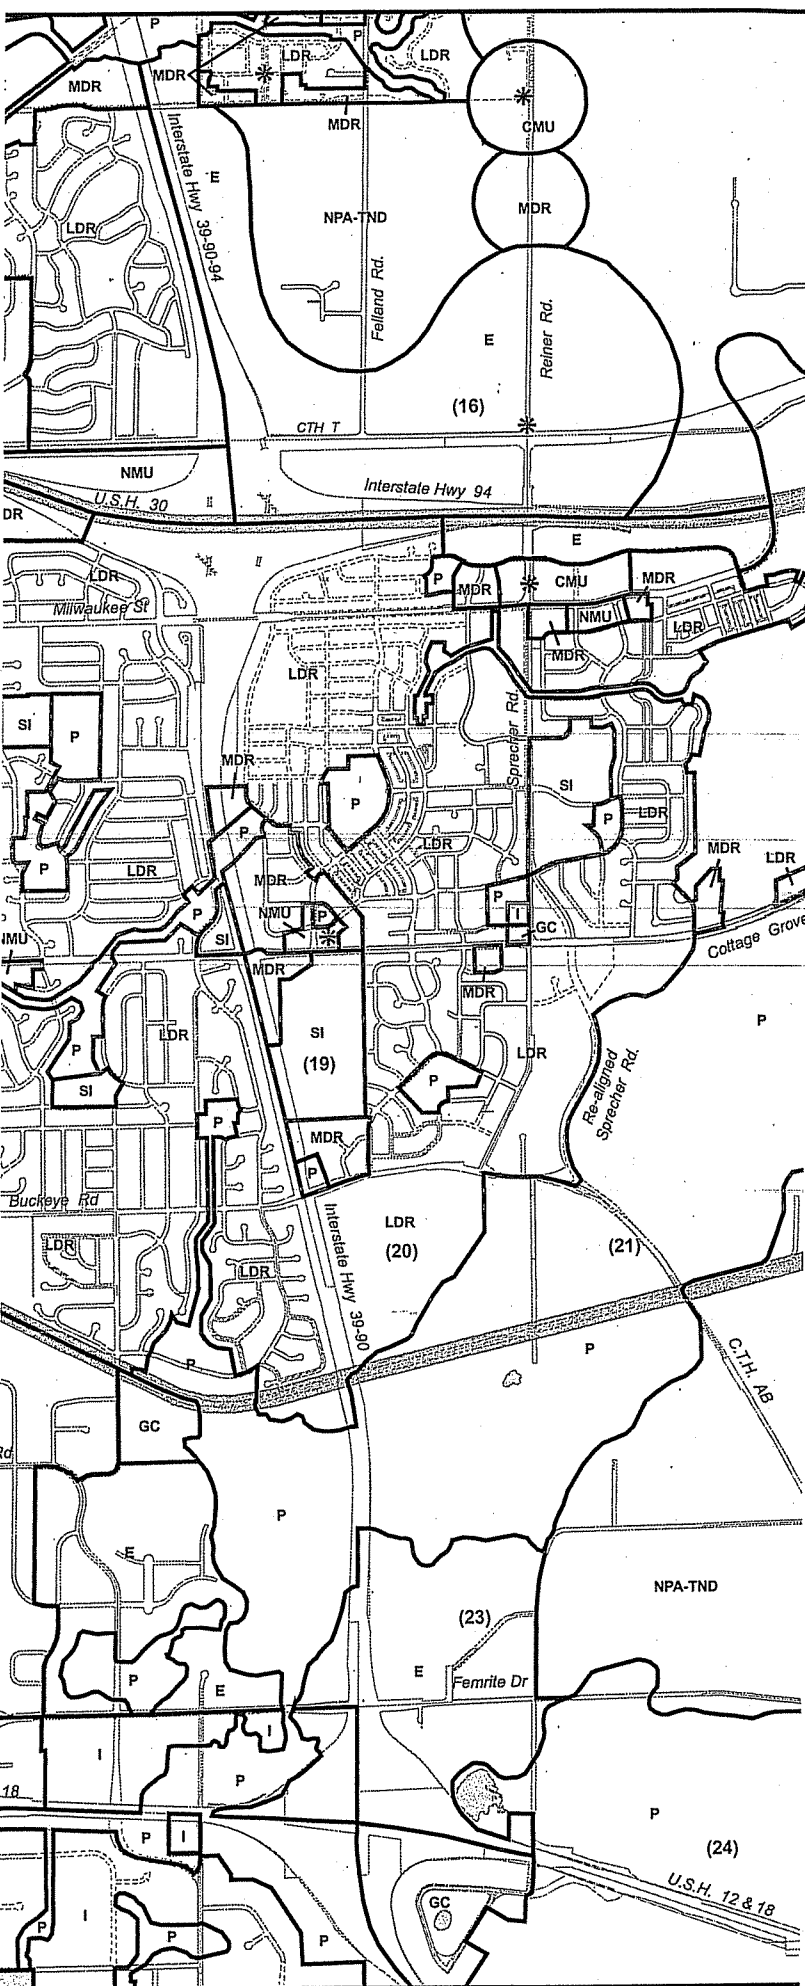 P
LDR
P
LDR
MDR
MDR
MDR
CMU
Interstate Hwy 39-90-94
E
NPA-TND
MDR
LDR
Felland Rd.
Reiner Rd.
E
(16)
CTH T
NMU
Interstate Hwy 94
U.S.H. 30
DR
E
LDR
P
MDR
CMU
MDR
Milwaukee St
NMU
LDR
MDR
LDR
SI
P
Sprecher Rd.
MDR
SI
P
P
LDR
P
LDR
MDR
LDR
P
LDR
MDR
P
NMU
P
P
I
GC
NMU
SI
Cottage Grove
MDR
MDR
SI
(19)
LDR
LDR
P
P
P
SI
Re-aligned
Sprecher Rd.
P
MDR
P
Buckeye Rd
LDR
(20)
(21)
LDR
LDR
Interstate Hwy 39-90
P
P
C.T.H. AB
GC
Rd
P
E
NPA-TND
(23)
P
E
E
Femrite Dr
I
I
P
18
P
P
I
(24)
U.S.H. 12 & 18
GC
I
P
P
P